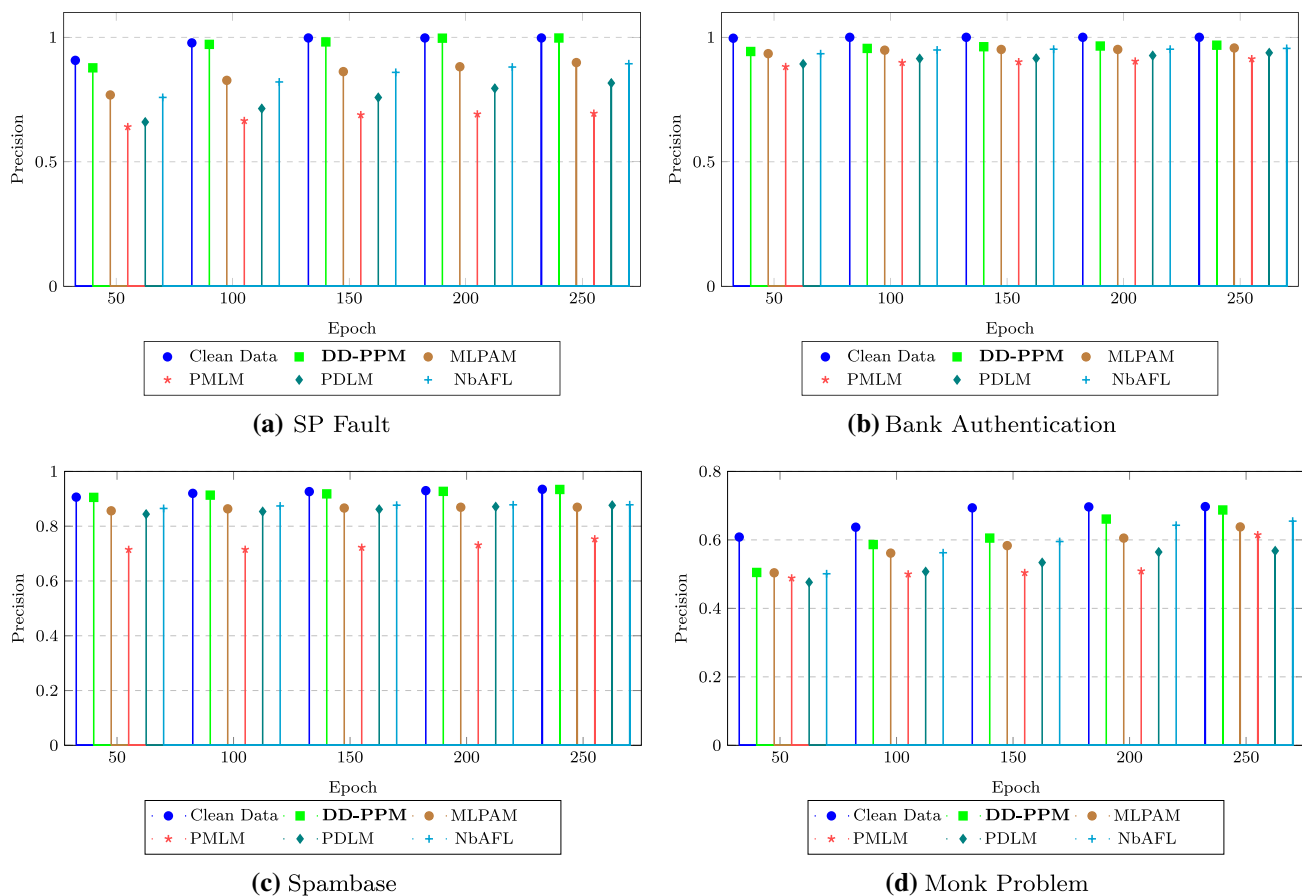 1
0.5
0
Precision
50 100 150 200 250
Epoch
Clean Data DD-PPM MLPAM
PMLM PDLM NbAFL
(a) SP Fault
1
0.5
0
Precision
50 100 150 200 250
Epoch
Clean Data DD-PPM MLPAM
PMLM PDLM NbAFL
(b) Bank Authentication
1
0.8
0.6
0.4
0.2
0
Precision
50 100 150 200 250
Epoch
Clean Data DD-PPM MLPAM
PMLM PDLM NbAFL
(c) Spambase
0.8
0.6
0.4
0.2
0
Precision
50 100 150 200 250
Epoch
Clean Data DD-PPM MLPAM
PMLM PDLM NbAFL
(d) Monk Problem